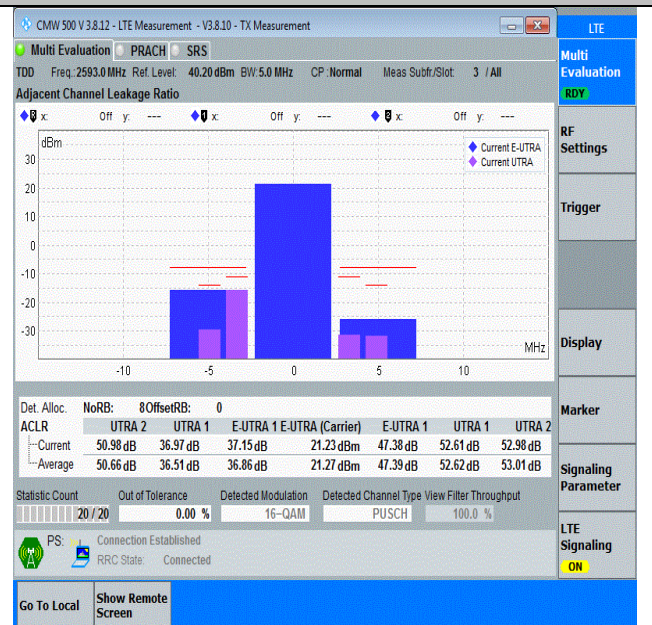 CMW 500 V 3.8.12 - LTE Measurement - V3.8.10 - TX Measurement
LTE
Multi Evaluation PRACH SRS
TDD Freq.:2593.0 MHz Ref. Level: 40.20 dBm BW:5.0 MHz CP :Normal Meas Subfr./Slot: 3 / All
Adjacent Channel Leakage Ratio
x: Off y: --- x: Off y: --- x: Off y: ---
dBm
Current E-UTRA
Current UTRA
30
20
10
0
-10
-20
-30
MHz
-10 -5 0 5 10
Det. Alloc. NoRB: 8 OffsetRB: 0
ACLR UTRA 2 UTRA 1 E-UTRA 1 E-UTRA (Carrier) E-UTRA 1 UTRA 1 UTRA 2
Current 50.98 dB 36.97 dB 37.15 dB 21.23 dBm 47.38 dB 52.61 dB 52.98 dB
Average 50.66 dB 36.51 dB 36.86 dB 21.27 dBm 47.39 dB 52.62 dB 53.01 dB
Statistic Count Out of Tolerance Detected Modulation Detected Channel Type View Filter Throughput
20 / 20 0.00 % 16-QAM PUSCH 100.0 %
PS: Connection Established
RRC State: Connected
Multi
Evaluation
RDY
RF
Settings
Trigger
Display
Marker
Signaling
Parameter
LTE
Signaling
ON
Go To Local
Show Remote
Screen